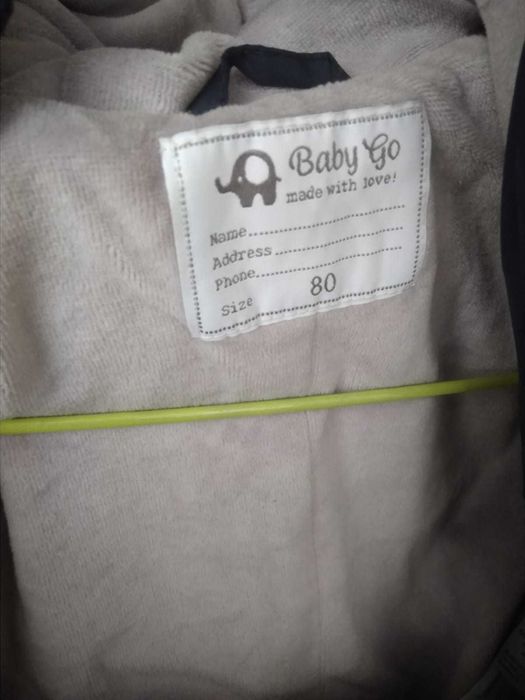 Baby Go
made with love!
Name
Address
Phone
Size 80